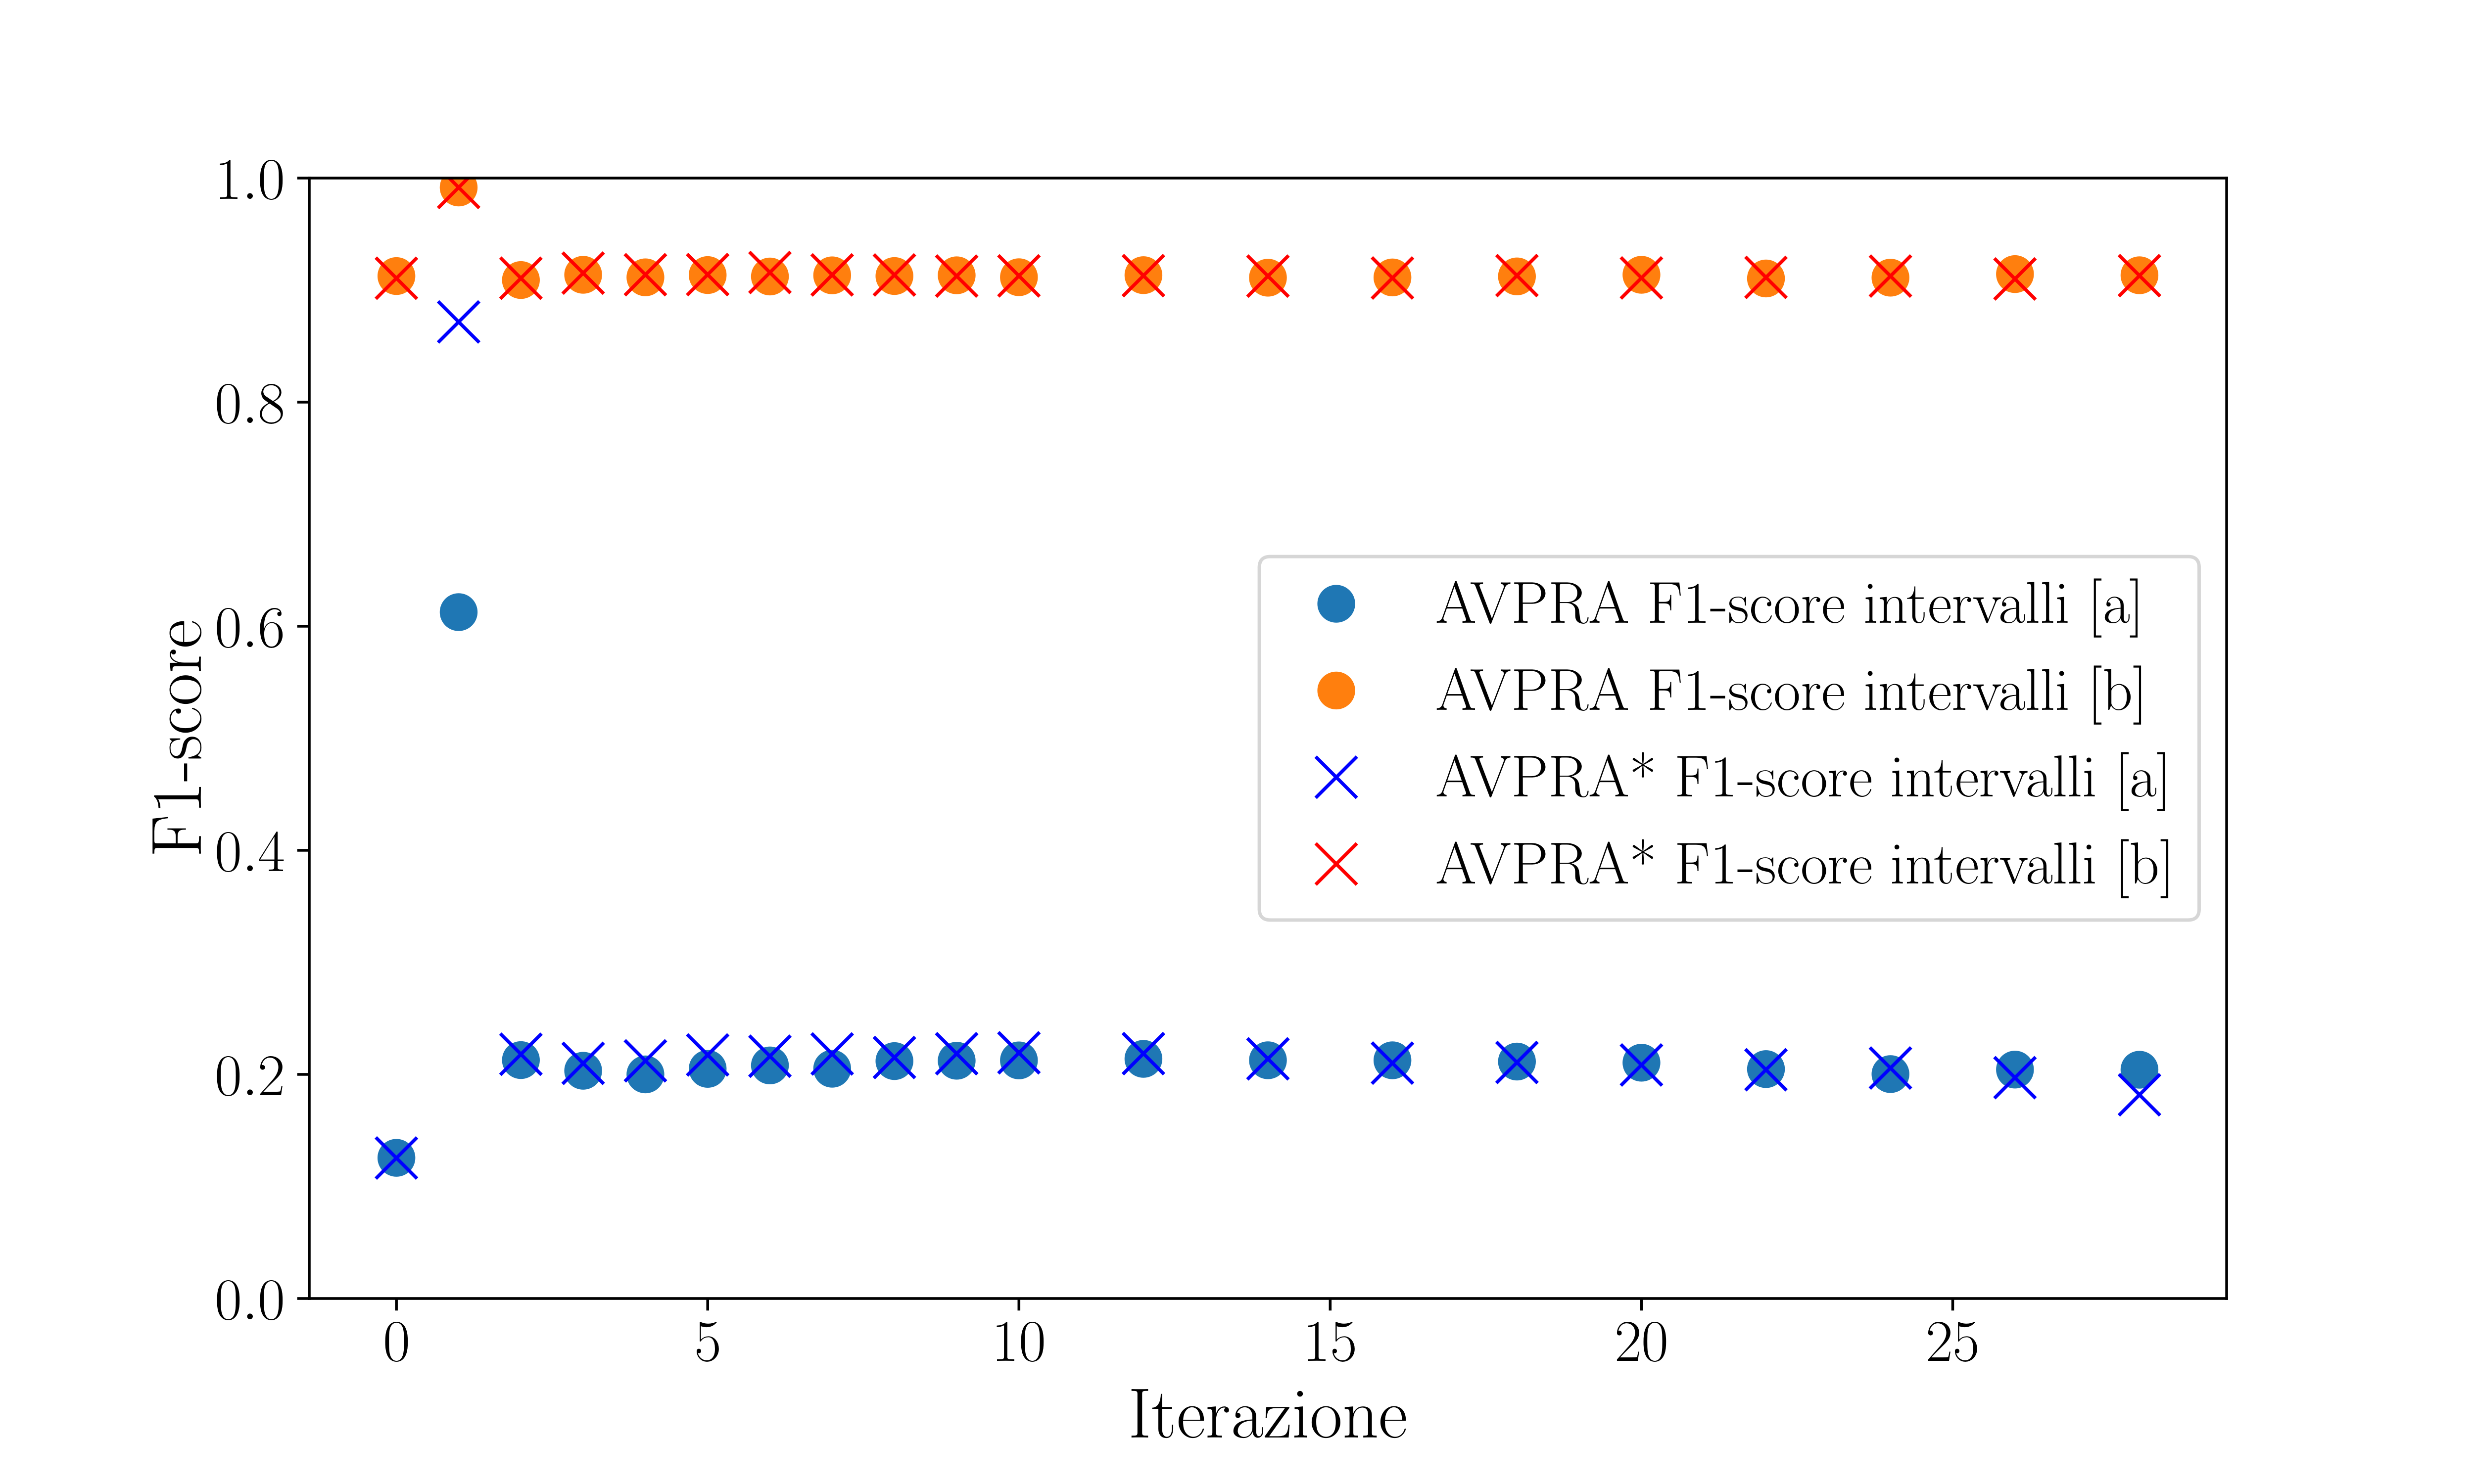 1.0
0.8
0.6
0.4
0.2
0.0
F1-score
AVPRA F1-score intervalli [a]
AVPRA F1-score intervalli [b]
AVPRA* F1-score intervalli [a]
AVPRA* F1-score intervalli [b]
0 5 10 15 20 25
Iterazione